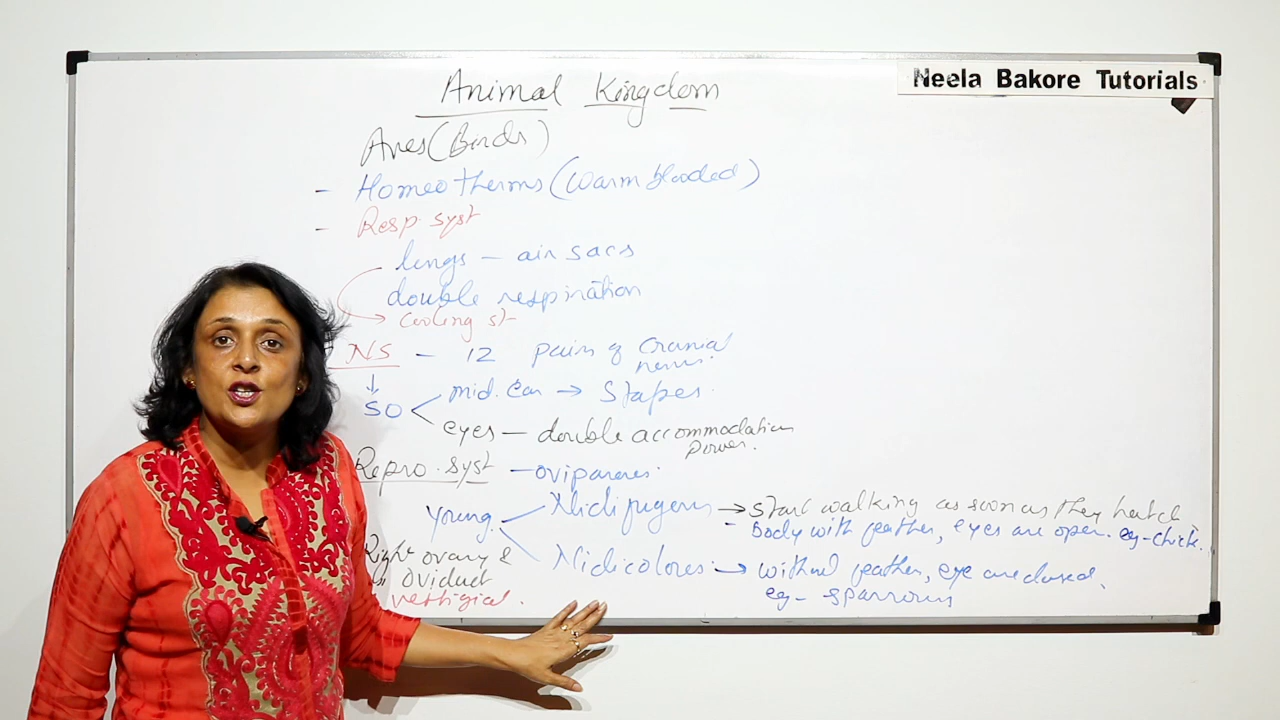 Neela Bakore Tutorials
Animal Kingdom
Aves (Birds)
- Homeotherms (Warm blooded)
- Resp. syst
lungs - air sacs
double respiration
Cooling st-
NS - 12 pairs of Cranial
nerves.
SO
mid. ear → Stapes.
eyes - double accommodation
power.
Repro. syst - oviparous.
young
Nidifugous → start walking as soon as they hatch
- body with feather, eyes are open. eg - chick.
Nidicolores → without feather, eye are closed.
eg - sparrows
Right ovary &
oviduct
vestigial.